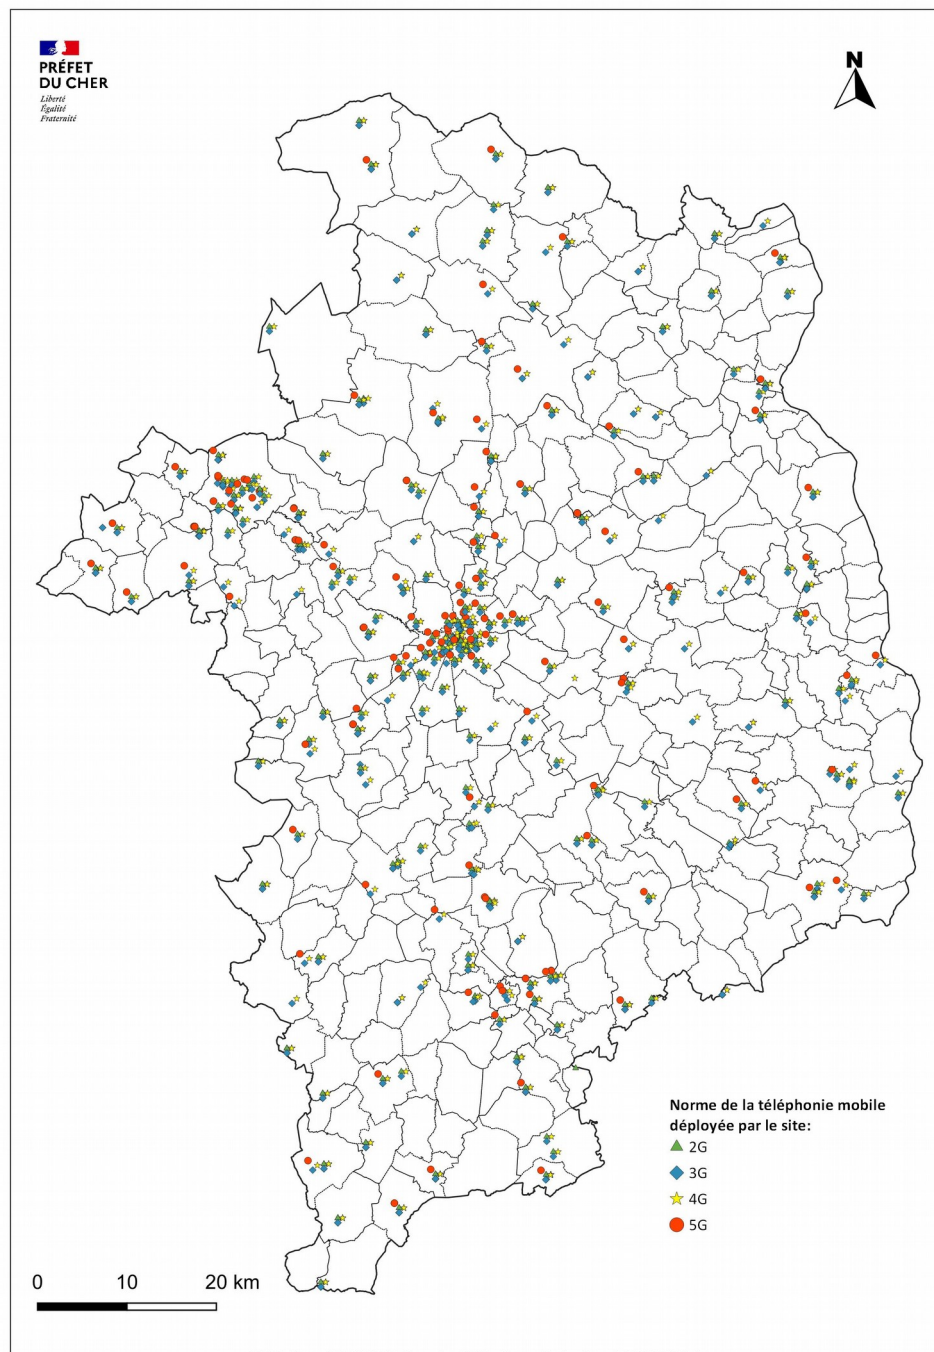 PRÉFET
DU CHER
Liberté
Égalité
Fraternité
N
Norme de la téléphonie mobile
déployée par le site:
2G
3G
4G
5G
0 10 20 km